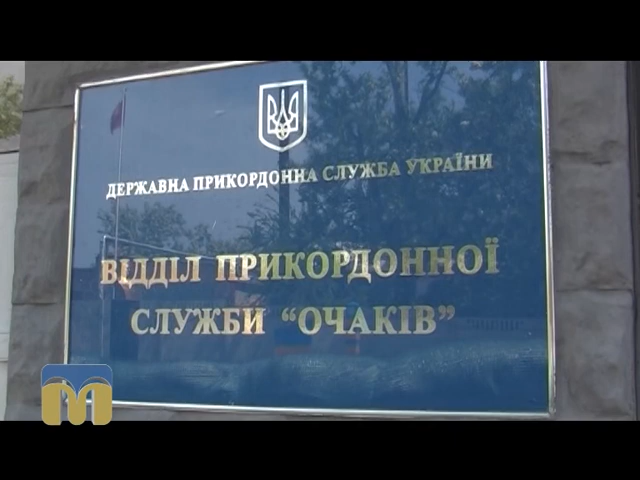 ДЕРЖАВНА ПРИКОРДОННА СЛУЖБА УКРАЇНИ
ВІДДІЛ ПРИКОРДОННОЇ
СЛУЖБИ "ОЧАКІВ"
М